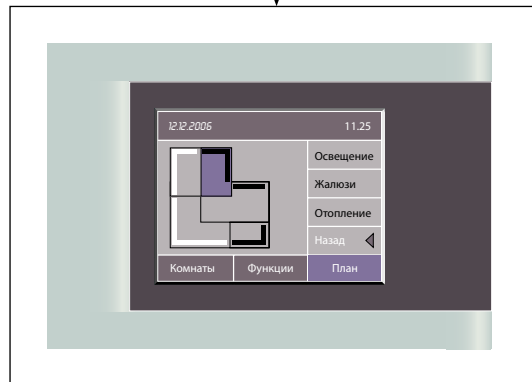 12.12.2006 11.25
Освещение
Жалюзи
Отопление
Назад
Комнаты Функции План